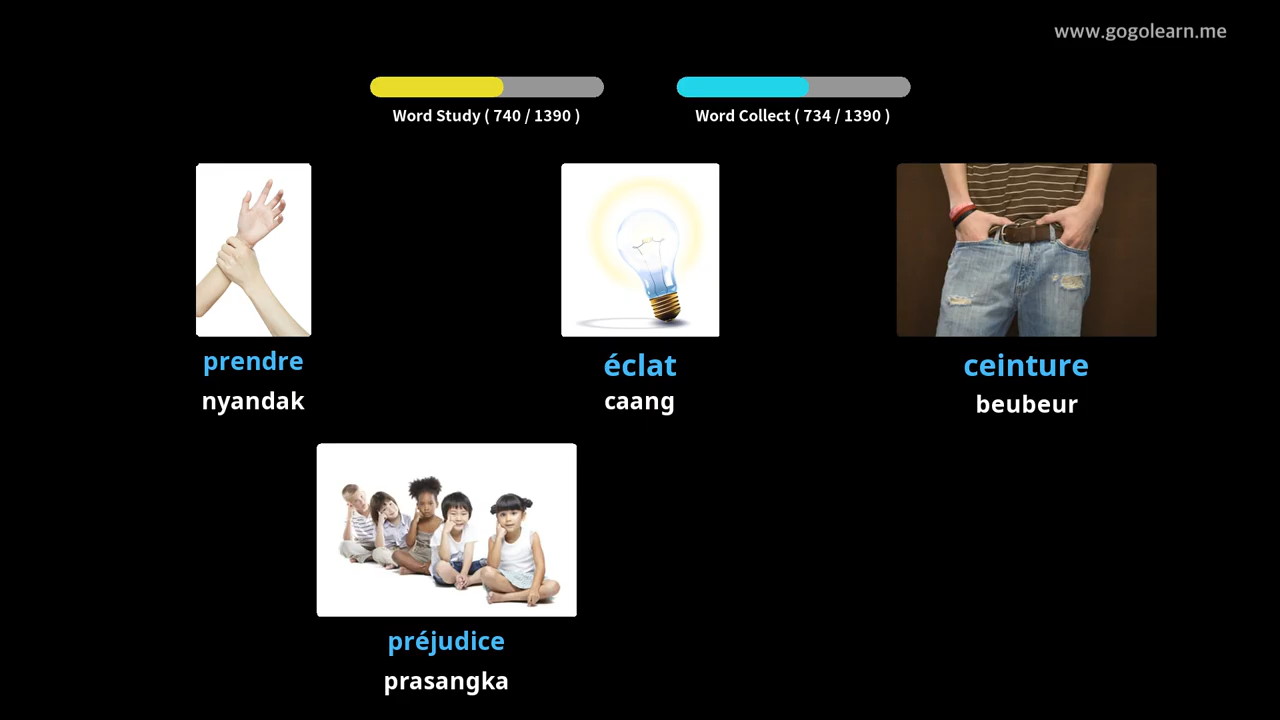 www.gogolearn.me
Word Study ( 740 / 1390 )
Word Collect ( 734 / 1390 )
prendre
nyandak
éclat
caang
ceinture
beubeur
préjudice
prasangka